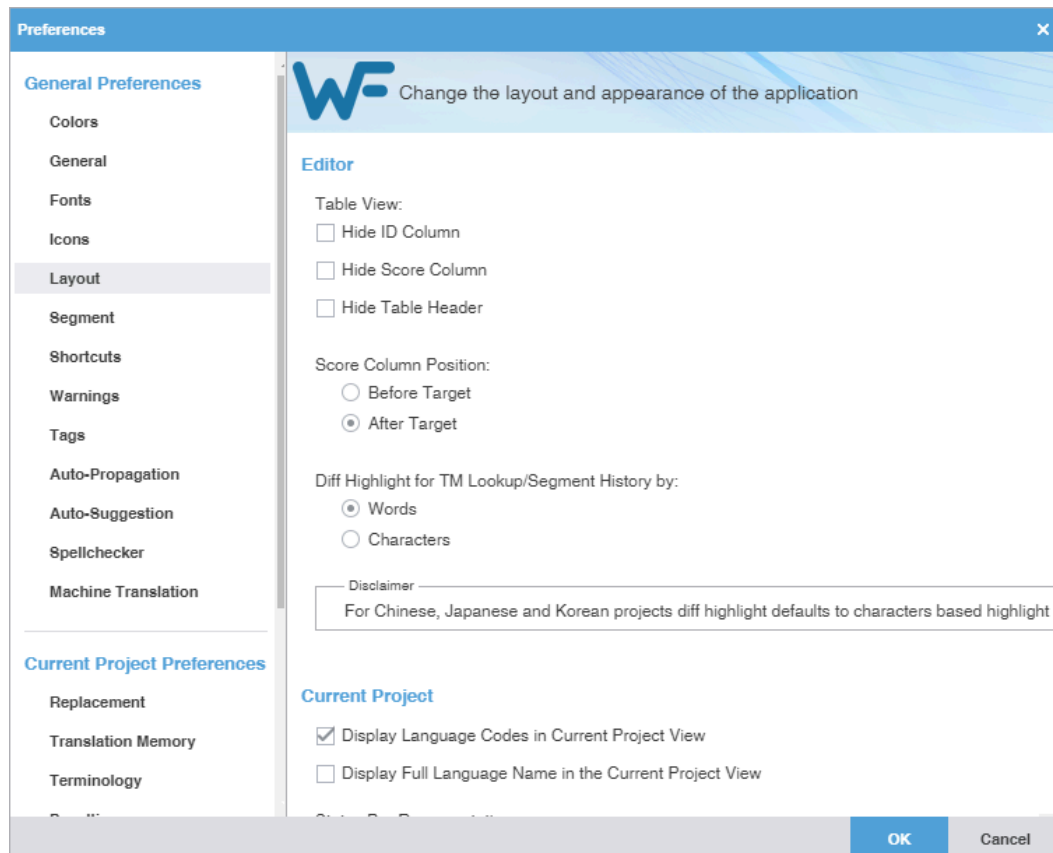 Preferences
General Preferences
Colors
General
Fonts
Icons
Layout
Segment
Shortcuts
Warnings
Tags
Auto-Propagation
Auto-Suggestion
Spellchecker
Machine Translation
Current Project Preferences
Replacement
Translation Memory
Terminology
WF
Change the layout and appearance of the application
Editor
Table View:
Hide ID Column
Hide Score Column
Hide Table Header
Score Column Position:
Before Target
After Target
Diff Highlight for TM Lookup/Segment History by:
Words
Characters
Disclaimer
For Chinese, Japanese and Korean projects diff highlight defaults to characters based highlight
Current Project
Display Language Codes in Current Project View
Display Full Language Name in the Current Project View
OK Cancel